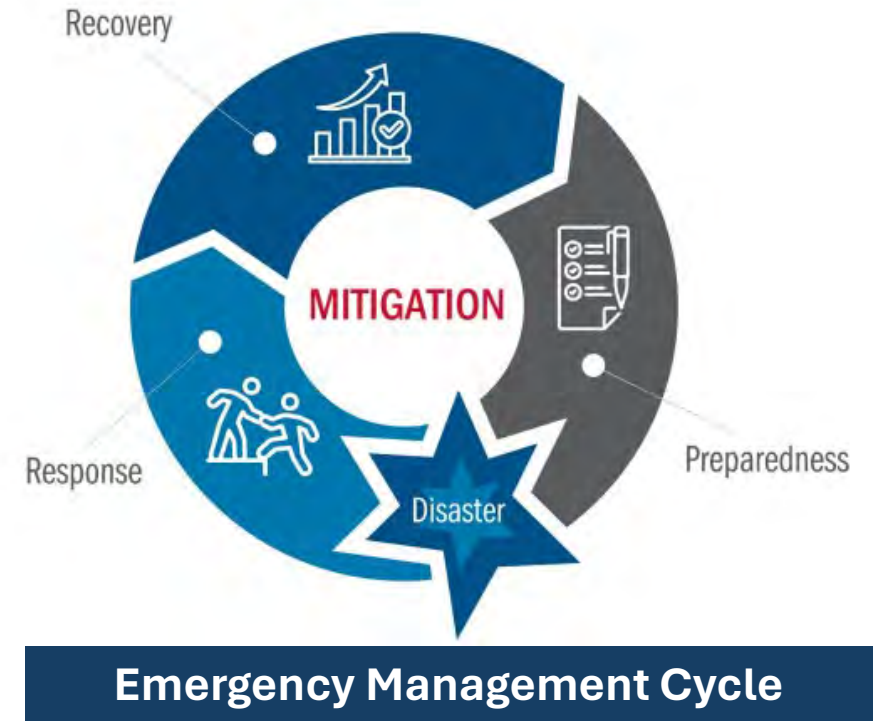 Recovery
MITIGATION
Response
Preparedness
Disaster
Emergency Management Cycle